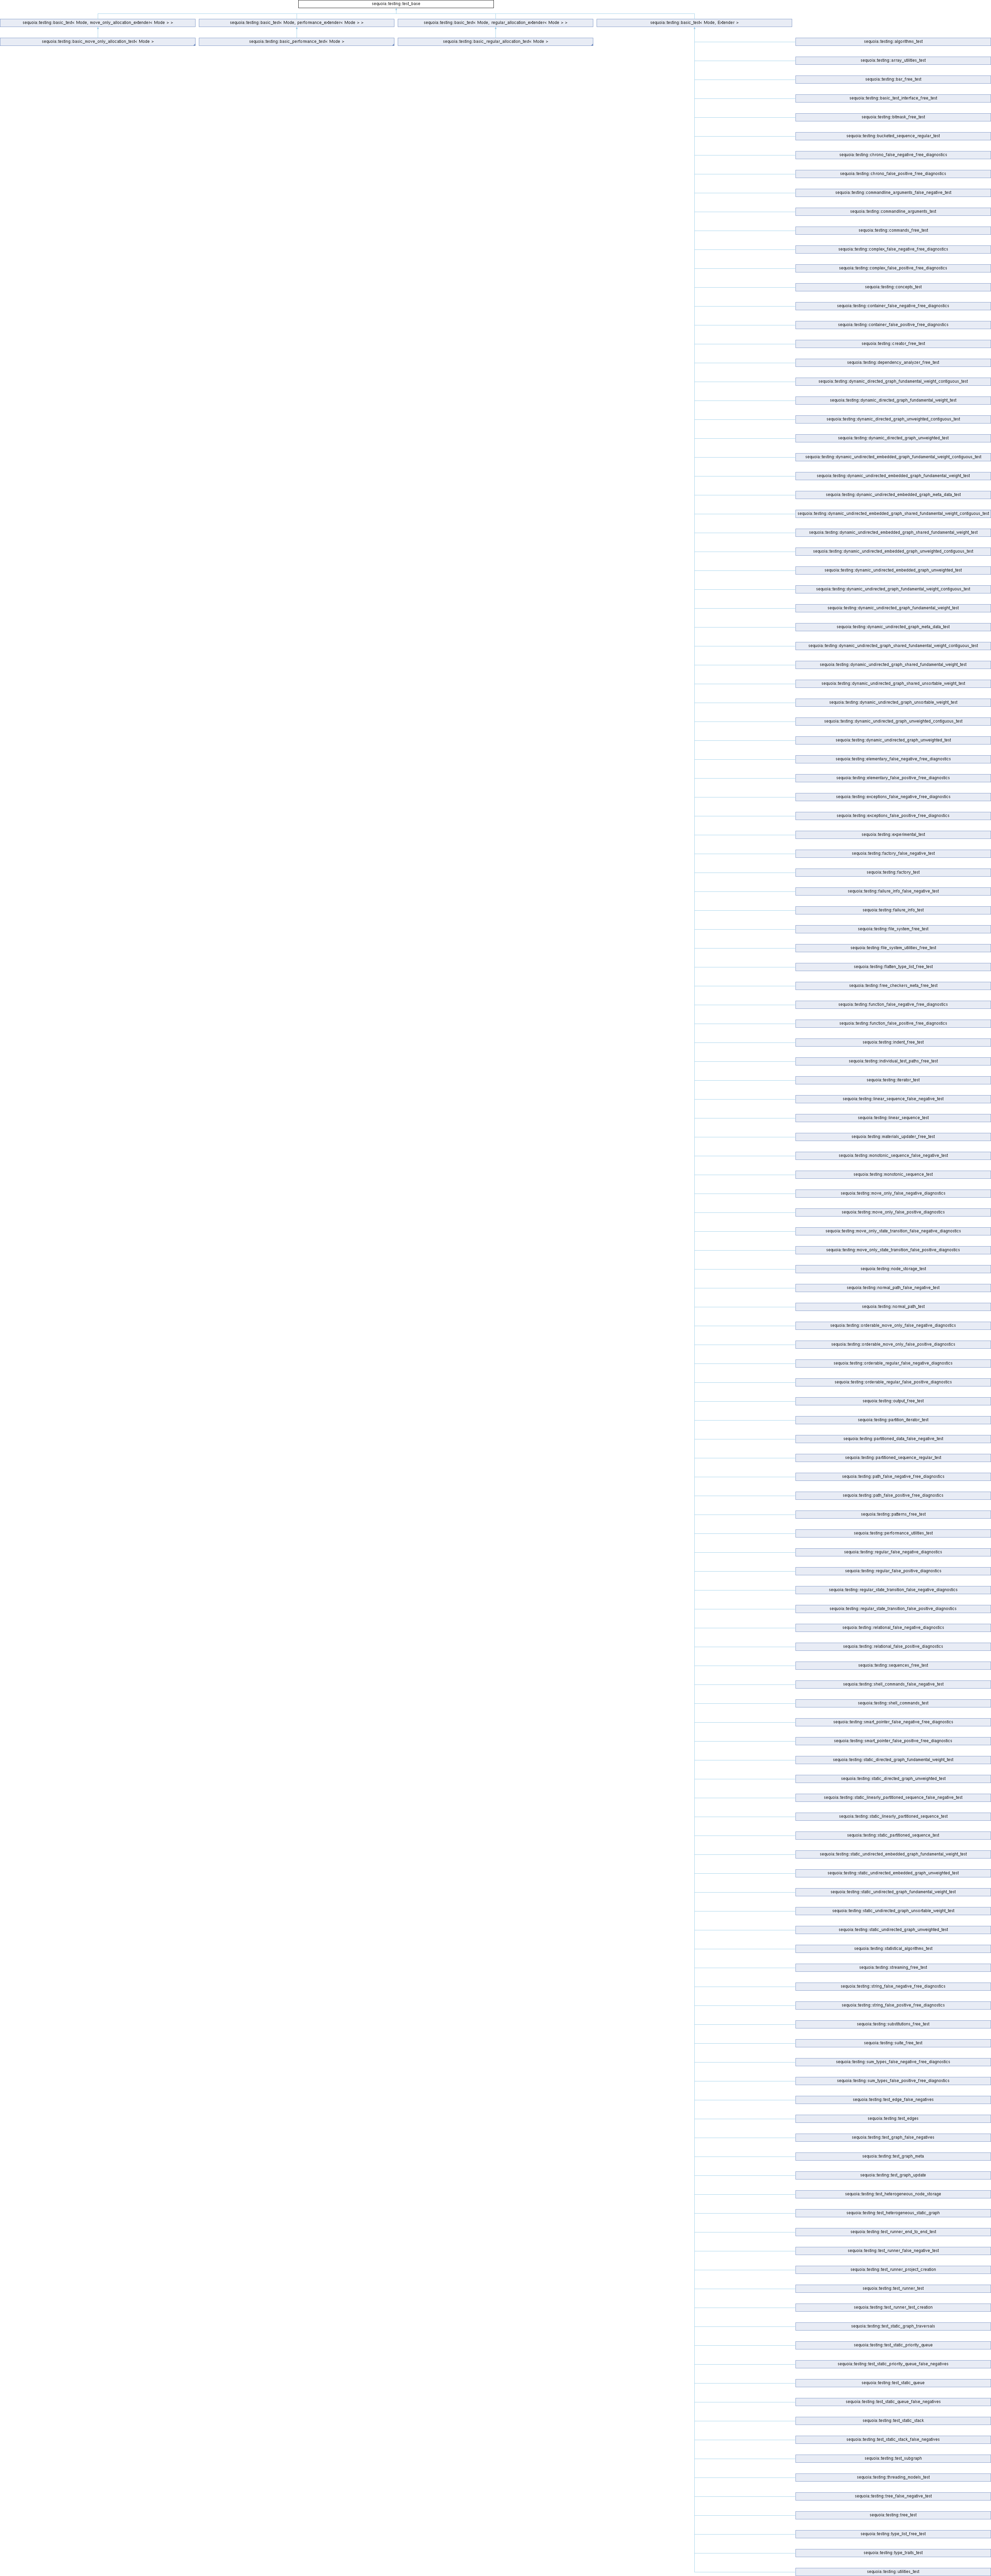 sequoia::testing::test_base
sequoia::testing::basic_test< Mode, move_only_allocation_extender< Mode > >
sequoia::testing::basic_test< Mode, performance_extender< Mode > >
sequoia::testing::basic_test< Mode, regular_allocation_extender< Mode > >
sequoia::testing::basic_test< Mode, Extender >
sequoia::testing::basic_move_only_allocation_test< Mode >
sequoia::testing::basic_performance_test< Mode >
sequoia::testing::basic_regular_allocation_test< Mode >
sequoia::testing::algorithms_test
sequoia::testing::array_utilities_test
sequoia::testing::bar_free_test
sequoia::testing::basic_test_interface_free_test
sequoia::testing::bitmask_free_test
sequoia::testing::bucketed_sequence_regular_test
sequoia::testing::chrono_false_negative_free_diagnostics
sequoia::testing::chrono_false_positive_free_diagnostics
sequoia::testing::commandline_arguments_false_negative_test
sequoia::testing::commandline_arguments_test
sequoia::testing::commands_free_test
sequoia::testing::complex_false_negative_free_diagnostics
sequoia::testing::complex_false_positive_free_diagnostics
sequoia::testing::concepts_test
sequoia::testing::container_false_negative_free_diagnostics
sequoia::testing::container_false_positive_free_diagnostics
sequoia::testing::creator_free_test
sequoia::testing::dependency_analyzer_free_test
sequoia::testing::dynamic_directed_graph_fundamental_weight_contiguous_test
sequoia::testing::dynamic_directed_graph_fundamental_weight_test
sequoia::testing::dynamic_directed_graph_unweighted_contiguous_test
sequoia::testing::dynamic_directed_graph_unweighted_test
sequoia::testing::dynamic_undirected_embedded_graph_fundamental_weight_contiguous_test
sequoia::testing::dynamic_undirected_embedded_graph_fundamental_weight_test
sequoia::testing::dynamic_undirected_embedded_graph_meta_data_test
sequoia::testing::dynamic_undirected_embedded_graph_shared_fundamental_weight_contiguous_test
sequoia::testing::dynamic_undirected_embedded_graph_shared_fundamental_weight_test
sequoia::testing::dynamic_undirected_embedded_graph_unweighted_contiguous_test
sequoia::testing::dynamic_undirected_embedded_graph_unweighted_test
sequoia::testing::dynamic_undirected_graph_fundamental_weight_contiguous_test
sequoia::testing::dynamic_undirected_graph_fundamental_weight_test
sequoia::testing::dynamic_undirected_graph_meta_data_test
sequoia::testing::dynamic_undirected_graph_shared_fundamental_weight_contiguous_test
sequoia::testing::dynamic_undirected_graph_shared_fundamental_weight_test
sequoia::testing::dynamic_undirected_graph_shared_unsortable_weight_test
sequoia::testing::dynamic_undirected_graph_unsortable_weight_test
sequoia::testing::dynamic_undirected_graph_unweighted_contiguous_test
sequoia::testing::dynamic_undirected_graph_unweighted_test
sequoia::testing::elementary_false_negative_free_diagnostics
sequoia::testing::elementary_false_positive_free_diagnostics
sequoia::testing::exceptions_false_negative_free_diagnostics
sequoia::testing::exceptions_false_positive_free_diagnostics
sequoia::testing::experimental_test
sequoia::testing::factory_false_negative_test
sequoia::testing::factory_test
sequoia::testing::failure_info_false_negative_test
sequoia::testing::failure_info_test
sequoia::testing::file_system_free_test
sequoia::testing::file_system_utilities_free_test
sequoia::testing::flatten_type_list_free_test
sequoia::testing::free_checkers_meta_free_test
sequoia::testing::function_false_negative_free_diagnostics
sequoia::testing::function_false_positive_free_diagnostics
sequoia::testing::indent_free_test
sequoia::testing::individual_test_paths_free_test
sequoia::testing::iterator_test
sequoia::testing::linear_sequence_false_negative_test
sequoia::testing::linear_sequence_test
sequoia::testing::materials_updater_free_test
sequoia::testing::monotonic_sequence_false_negative_test
sequoia::testing::monotonic_sequence_test
sequoia::testing::move_only_false_negative_diagnostics
sequoia::testing::move_only_false_positive_diagnostics
sequoia::testing::move_only_state_transition_false_negative_diagnostics
sequoia::testing::move_only_state_transition_false_positive_diagnostics
sequoia::testing::node_storage_test
sequoia::testing::normal_path_false_negative_test
sequoia::testing::normal_path_test
sequoia::testing::orderable_move_only_false_negative_diagnostics
sequoia::testing::orderable_move_only_false_positive_diagnostics
sequoia::testing::orderable_regular_false_negative_diagnostics
sequoia::testing::orderable_regular_false_positive_diagnostics
sequoia::testing::output_free_test
sequoia::testing::partition_iterator_test
sequoia::testing::partitioned_data_false_negative_test
sequoia::testing::partitioned_sequence_regular_test
sequoia::testing::path_false_negative_free_diagnostics
sequoia::testing::path_false_positive_free_diagnostics
sequoia::testing::patterns_free_test
sequoia::testing::performance_utilities_test
sequoia::testing::regular_false_negative_diagnostics
sequoia::testing::regular_false_positive_diagnostics
sequoia::testing::regular_state_transition_false_negative_diagnostics
sequoia::testing::regular_state_transition_false_positive_diagnostics
sequoia::testing::relational_false_negative_diagnostics
sequoia::testing::relational_false_positive_diagnostics
sequoia::testing::sequences_free_test
sequoia::testing::shell_commands_false_negative_test
sequoia::testing::shell_commands_test
sequoia::testing::smart_pointer_false_negative_free_diagnostics
sequoia::testing::smart_pointer_false_positive_free_diagnostics
sequoia::testing::static_directed_graph_fundamental_weight_test
sequoia::testing::static_directed_graph_unweighted_test
sequoia::testing::static_linearly_partitioned_sequence_false_negative_test
sequoia::testing::static_linearly_partitioned_sequence_test
sequoia::testing::static_partitioned_sequence_test
sequoia::testing::static_undirected_embedded_graph_fundamental_weight_test
sequoia::testing::static_undirected_embedded_graph_unweighted_test
sequoia::testing::static_undirected_graph_fundamental_weight_test
sequoia::testing::static_undirected_graph_unsortable_weight_test
sequoia::testing::static_undirected_graph_unweighted_test
sequoia::testing::statistical_algorithms_test
sequoia::testing::streaming_free_test
sequoia::testing::string_false_negative_free_diagnostics
sequoia::testing::string_false_positive_free_diagnostics
sequoia::testing::substitutions_free_test
sequoia::testing::suite_free_test
sequoia::testing::sum_types_false_negative_free_diagnostics
sequoia::testing::sum_types_false_positive_free_diagnostics
sequoia::testing::test_edge_false_negatives
sequoia::testing::test_edges
sequoia::testing::test_graph_false_negatives
sequoia::testing::test_graph_meta
sequoia::testing::test_graph_update
sequoia::testing::test_heterogeneous_node_storage
sequoia::testing::test_heterogeneous_static_graph
sequoia::testing::test_runner_end_to_end_test
sequoia::testing::test_runner_false_negative_test
sequoia::testing::test_runner_project_creation
sequoia::testing::test_runner_test
sequoia::testing::test_runner_test_creation
sequoia::testing::test_static_graph_traversals
sequoia::testing::test_static_priority_queue
sequoia::testing::test_static_priority_queue_false_negatives
sequoia::testing::test_static_queue
sequoia::testing::test_static_queue_false_negatives
sequoia::testing::test_static_stack
sequoia::testing::test_static_stack_false_negatives
sequoia::testing::test_subgraph
sequoia::testing::threading_models_test
sequoia::testing::tree_false_negative_test
sequoia::testing::tree_test
sequoia::testing::type_list_free_test
sequoia::testing::type_traits_test
sequoia::testing::utilities_test